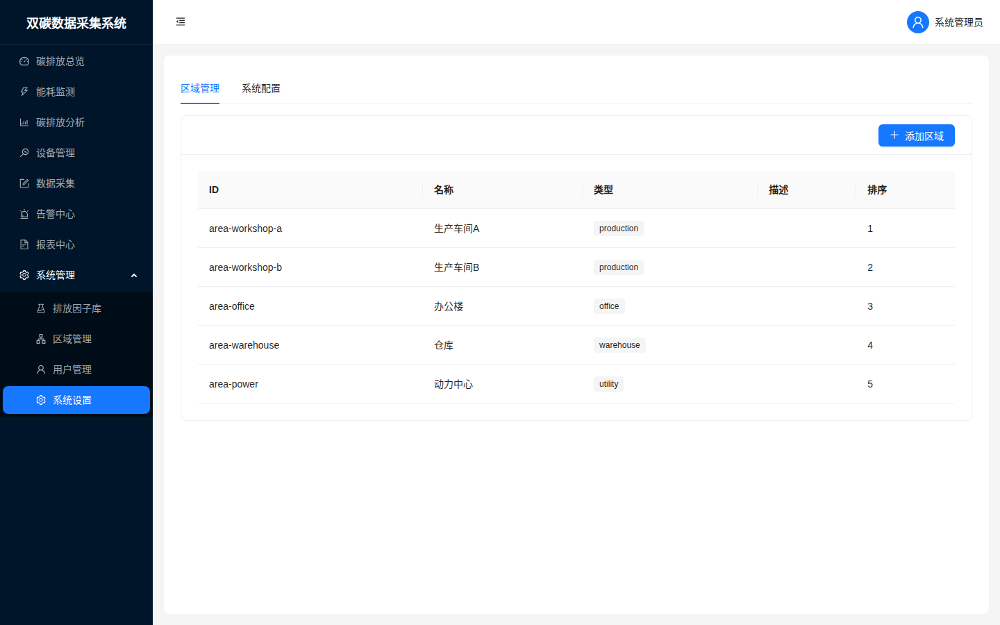 双碳数据采集系统
系统管理员
碳排放总览
能耗监测
碳排放分析
设备管理
数据采集
告警中心
报表中心
系统管理
排放因子库
区域管理
用户管理
系统设置
区域管理 系统配置
添加区域
ID 名称 类型 描述 排序
area-workshop-a 生产车间A production 1
area-workshop-b 生产车间B production 2
area-office 办公楼 office 3
area-warehouse 仓库 warehouse 4
area-power 动力中心 utility 5